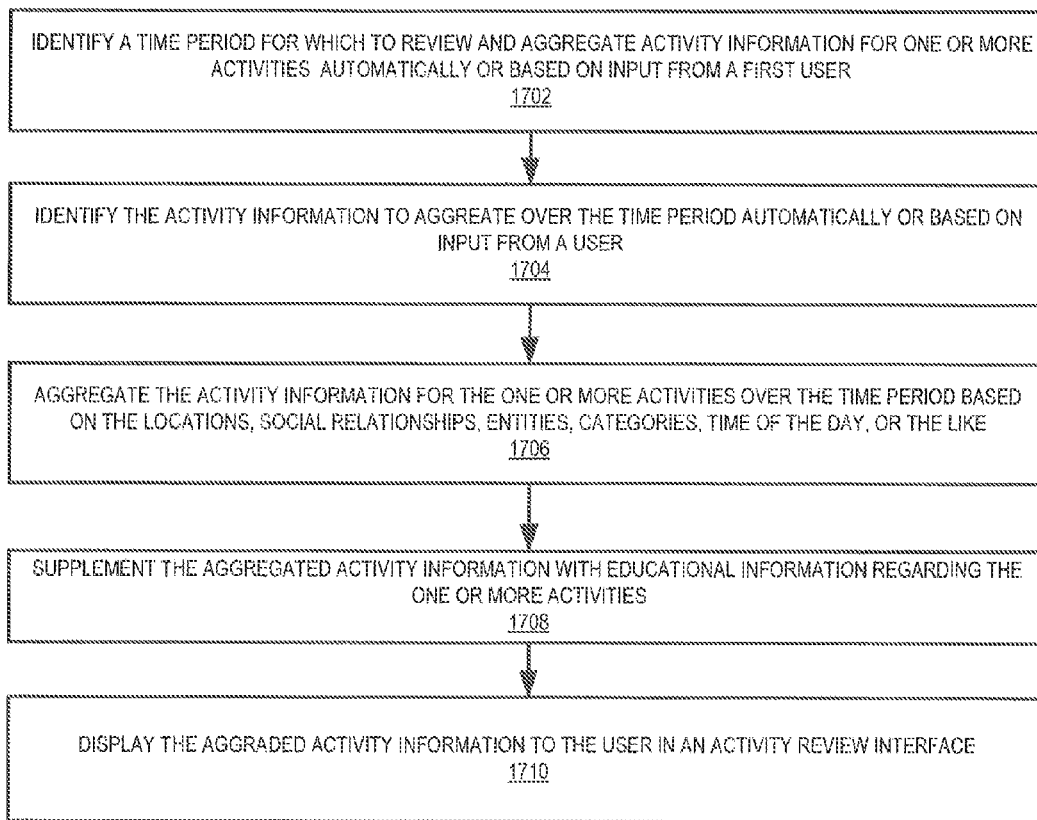 IDENTIFY A TIME PERIOD FOR WHICH TO REVIEW AND AGGREGATE ACTIVITY INFORMATION FOR ONE OR MORE
ACTIVITIES AUTOMATICALLY OR BASED ON INPUT FROM A FIRST USER
1702
IDENTIFY THE ACTIVITY INFORMATION TO AGGREATE OVER THE TIME PERIOD AUTOMATICALLY OR BASED ON
INPUT FROM A USER
1704
AGGREGATE THE ACTIVITY INFORMATION FOR THE ONE OR MORE ACTIVITIES OVER THE TIME PERIOD BASED
ON THE LOCATIONS, SOCIAL RELATIONSHIPS, ENTITIES, CATEGORIES, TIME OF THE DAY, OR THE LIKE
1706
SUPPLEMENT THE AGGREGATED ACTIVITY INFORMATION WITH EDUCATIONAL INFORMATION REGARDING THE
ONE OR MORE ACTIVITIES
1708
DISPLAY THE AGGRADED ACTIVITY INFORMATION TO THE USER IN AN ACTIVITY REVIEW INTERFACE
1710